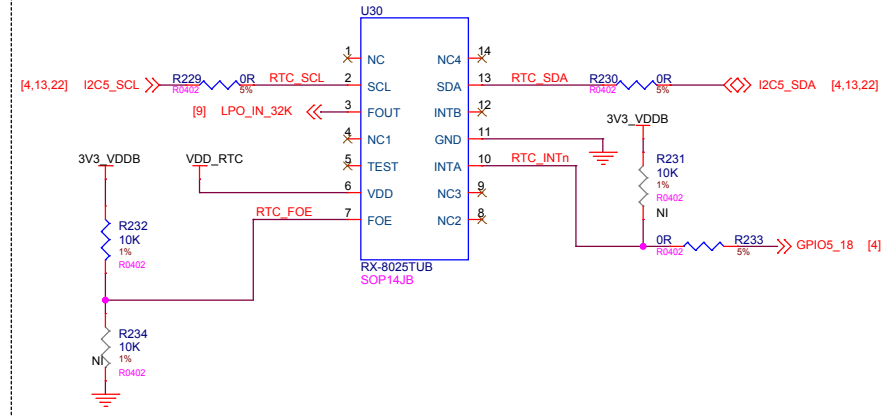 U30
1 NC NC4 14
[4,13,22] I2C5_SCL R229 0R RTC_SCL 2 SCL SDA 13 RTC_SDA R230 0R I2C5_SDA [4,13,22]
R0402 5% R0402 5%
[9] LPO_IN_32K 3 FOUT INTB 12
3V3_VDDB
4 NC1 GND 11
3V3_VDDB VDD_RTC
5 TEST INTA 10 RTC_INTn
R231
10K
1%
R0402
NI
6 VDD NC3 9
RTC_FOE 7 FOE NC2 8
R232
10K
1%
R0402
0R R233 GPIO5_18 [4]
R0402 5%
RX-8025TUB
SOP14JB
R234
10K
NI 1%
R0402